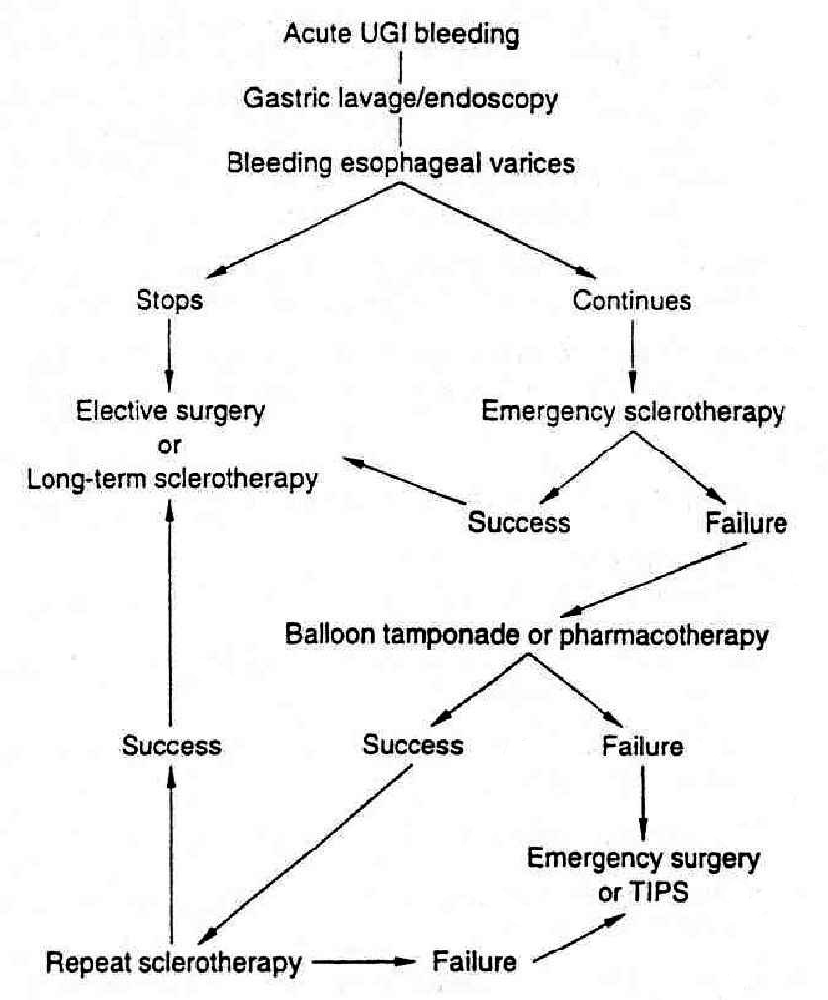 Acute UGI bleeding
Gastric lavage/endoscopy
Bleeding esophageal varices
Stops
Continues
Elective surgery
or
Long-term sclerotherapy
Emergency sclerotherapy
Success
Failure
Balloon tamponade or pharmacotherapy
Success
Success
Failure
Emergency surgery
or TIPS
Repeat sclerotherapy
Failure